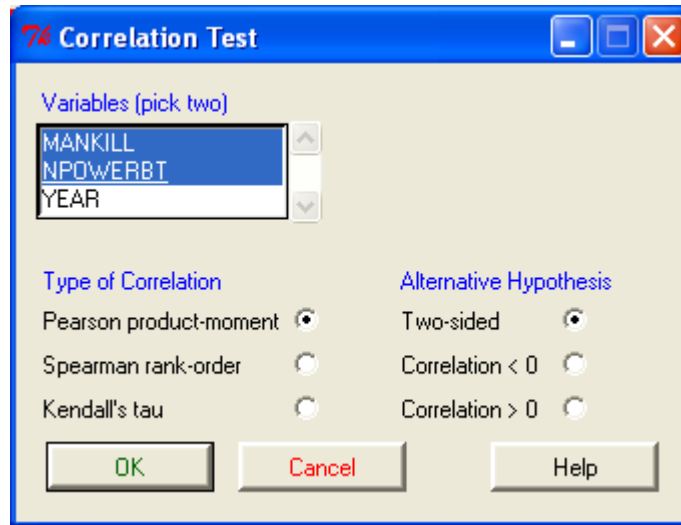 Correlation Test
Variables (pick two)
MANKILL
NPOWERBT
YEAR
Type of Correlation
Alternative Hypothesis
Pearson product-moment
Two-sided
Spearman rank-order
Correlation < 0
Kendall's tau
Correlation > 0
OK
Cancel
Help